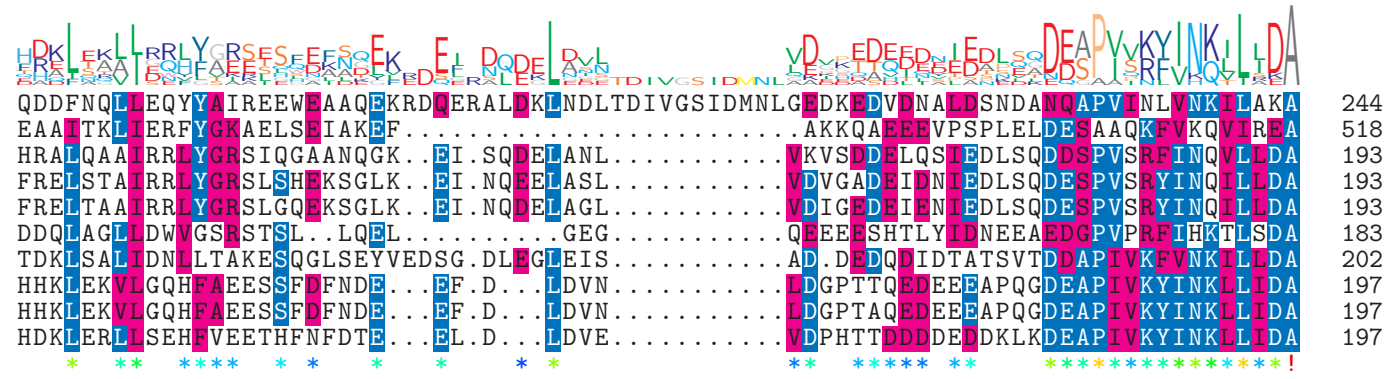 QDDFNQLLEQYYAIREEWEAAQEKRDQERALDKLNDLTDIVGSIDMNLGEDKEDVDNALDSNDANQAPVINLVNKILAKA 244
EAAITKLIERFYGKAELSEIAKEF.........................AKKQAEEEVPSPLELDESAAQKFVKQVIREA 518
HRALQAAIRRLYGRSIQGAANQGK..EI.SQDELANL...........VKVSDDELQSIEDLSQDDSPVSRFINQVLLDA 193
FRELSTAIRRLYGRSLSHEKSGLK..EI.NQEELASL...........VDVGADEIDNIEDLSQDESPVSRYINQILLDA 193
FRELTAAIRRLYGRSLGQEKSGLK..EI.NQDELAGL...........VDIGEDEIENIEDLSQDESPVSRYINQILLDA 193
DDQLAGLLDWVGSRSTSL..LQEL..........GEG...........QEEEESHTLYIDNEEAEDGPVPRFIHKTLSDA 183
TDKLSALIDNLLTAKESQGLSEYVEDSG.DLEGLEIS...........AD.DEDQDIDTATSVTDDAPIVKFVNKILLDA 202
HHKLEKVLGQHFAEESSFDFNDE...EF.D...LDVN...........LDGPTTQEDEEEAPQGDEAPIVKYINKLLIDA 197
HHKLEKVLGQHFAEESSFDFNDE...EF.D...LDVN...........LDGPTAQEDEEEAPQGDEAPIVKYINKLLIDA 197
HDKLERLLSEHFVEETHFNFDTE...EL.D...LDVE...........VDPHTTDDDDEDDKLKDEAPIVKYINKLLIDA 197
* ** **** * * * * * * ** **** ** ***************!